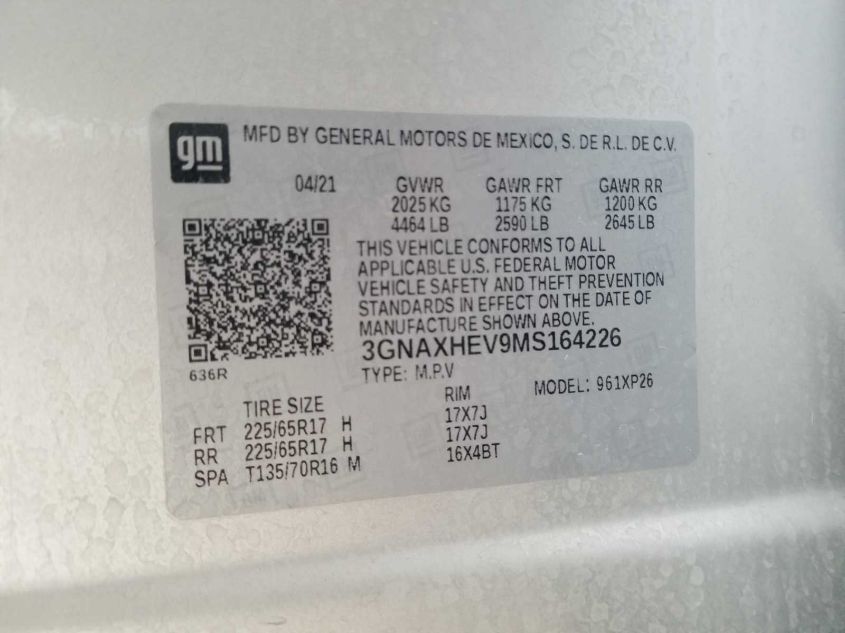 gm MFD BY GENERAL MOTORS DE MEXICO, S. DE R.L. DE C.V.
04/21 GVWR GAWR FRT GAWR RR
2025 KG 1175 KG 1200 KG
4464 LB 2590 LB 2645 LB
THIS VEHICLE CONFORMS TO ALL
APPLICABLE U.S. FEDERAL MOTOR
VEHICLE SAFETY AND THEFT PREVENTION
STANDARDS IN EFFECT ON THE DATE OF
MANUFACTURE SHOWN ABOVE.
3GNAXHEV9MS164226
636R
TYPE: M.P.V MODEL: 961XP26
TIRE SIZE RIM
FRT 225/65R17 H 17X7J
RR 225/65R17 H 17X7J
SPA T135/70R16 M 16X4BT